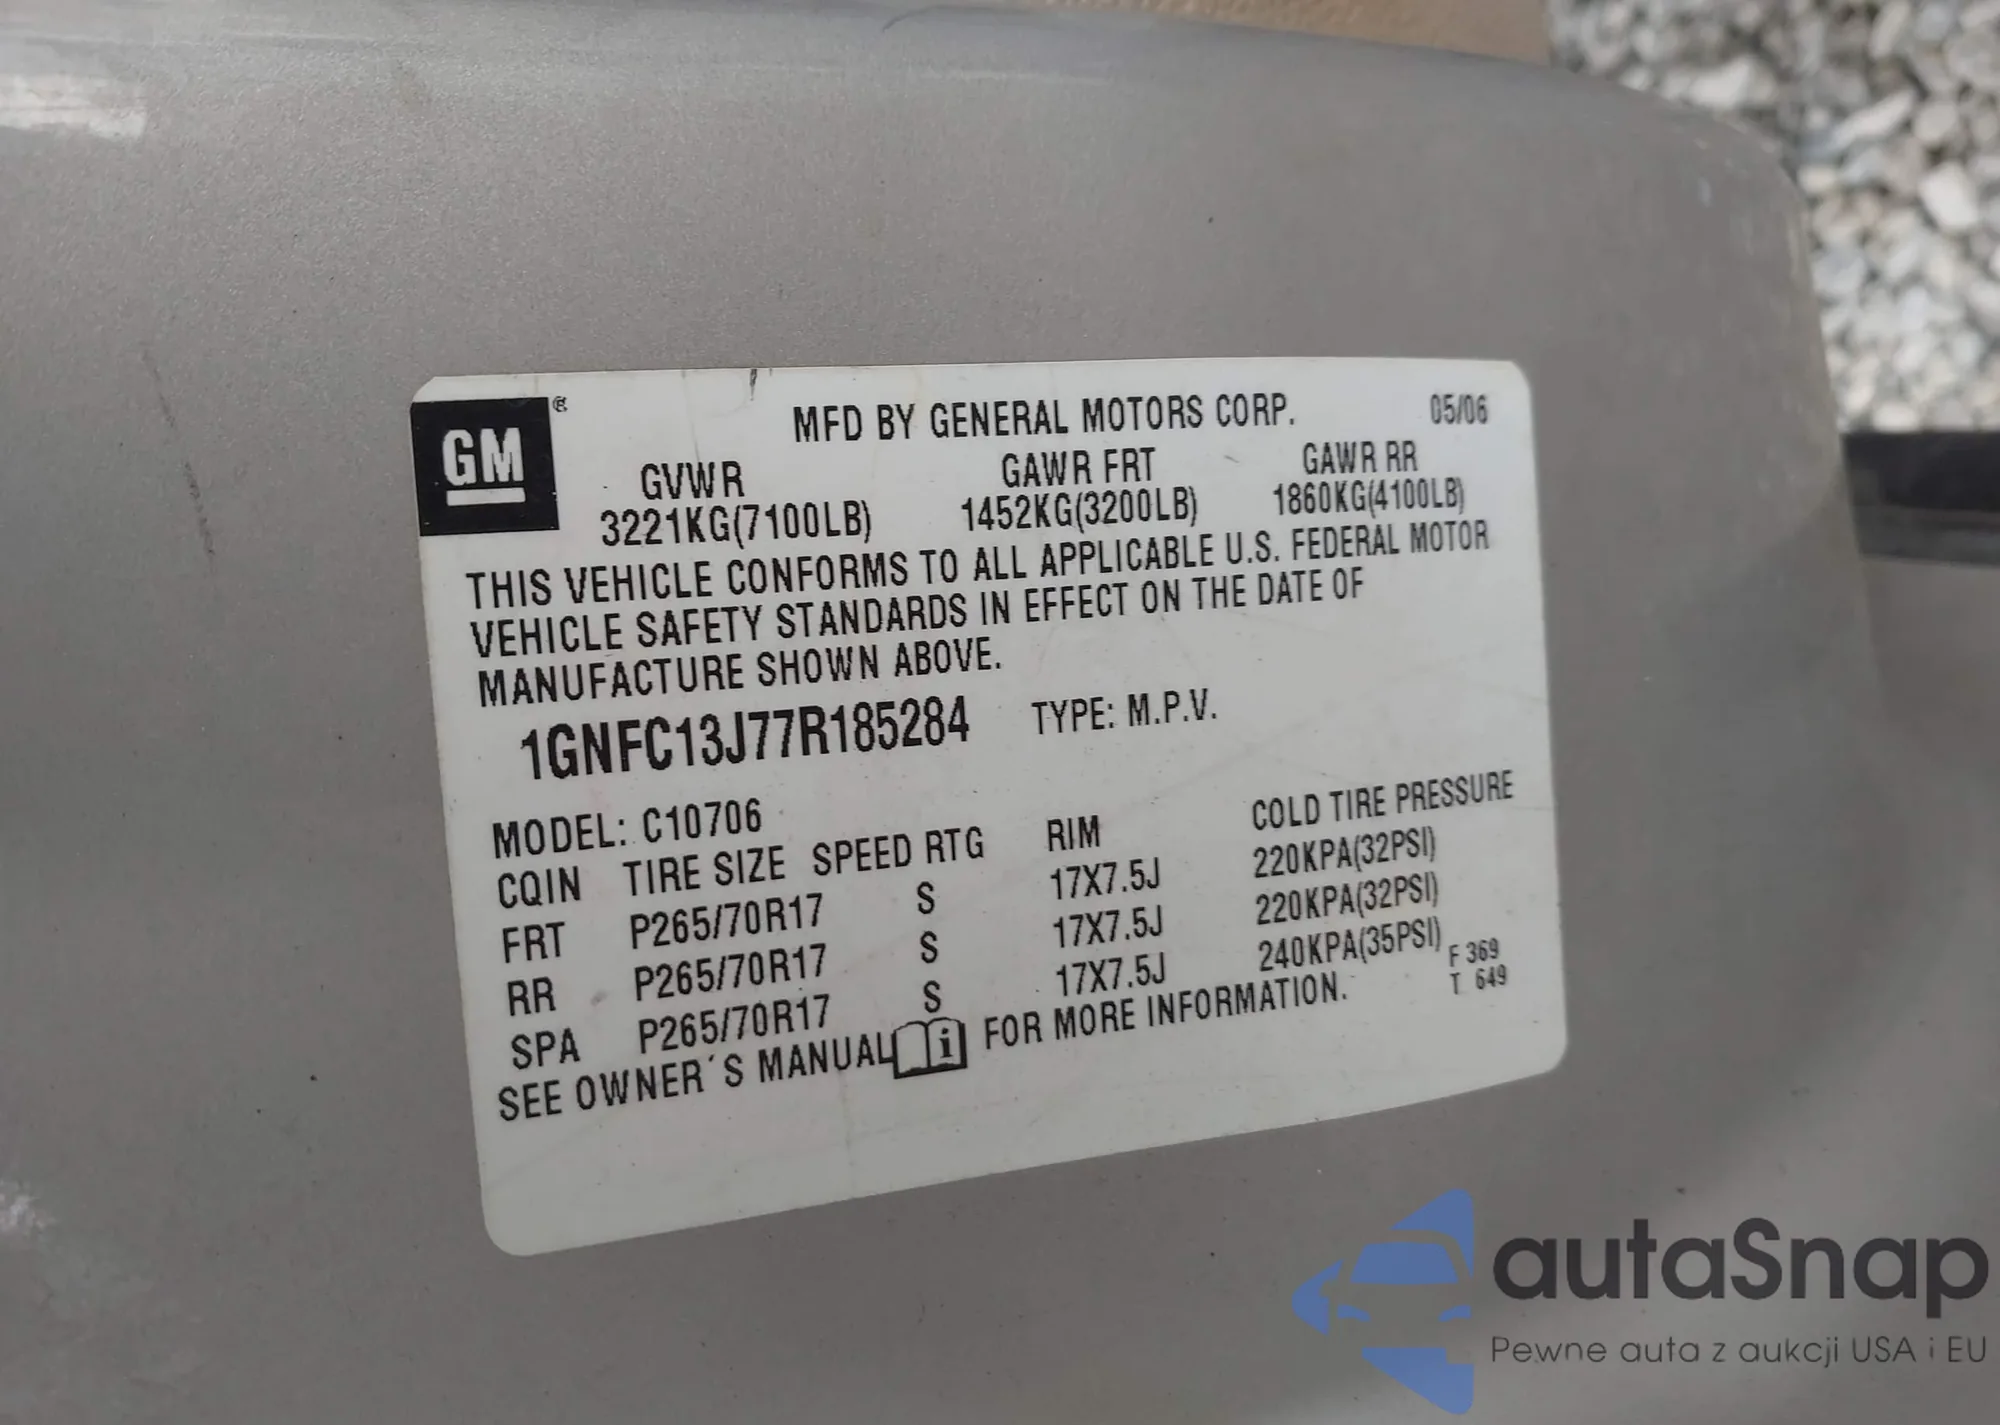 GM ®
MFD BY GENERAL MOTORS CORP. 05/06
GVWR GAWR FRT GAWR RR
3221KG(7100LB) 1452KG(3200LB) 1860KG(4100LB)
THIS VEHICLE CONFORMS TO ALL APPLICABLE U.S. FEDERAL MOTOR
VEHICLE SAFETY STANDARDS IN EFFECT ON THE DATE OF
MANUFACTURE SHOWN ABOVE.
1GNFC13J77R185284 TYPE: M.P.V.
MODEL: C10706
CQIN TIRE SIZE SPEED RTG RIM COLD TIRE PRESSURE
FRT P265/70R17 S 17X7.5J 220KPA(32PSI)
RR P265/70R17 S 17X7.5J 220KPA(32PSI)
SPA P265/70R17 S 17X7.5J 240KPA(35PSI)
F 369
T 649
SEE OWNER´S MANUAL i FOR MORE INFORMATION.
autaSnap
Pewne auta z aukcji USA i EU